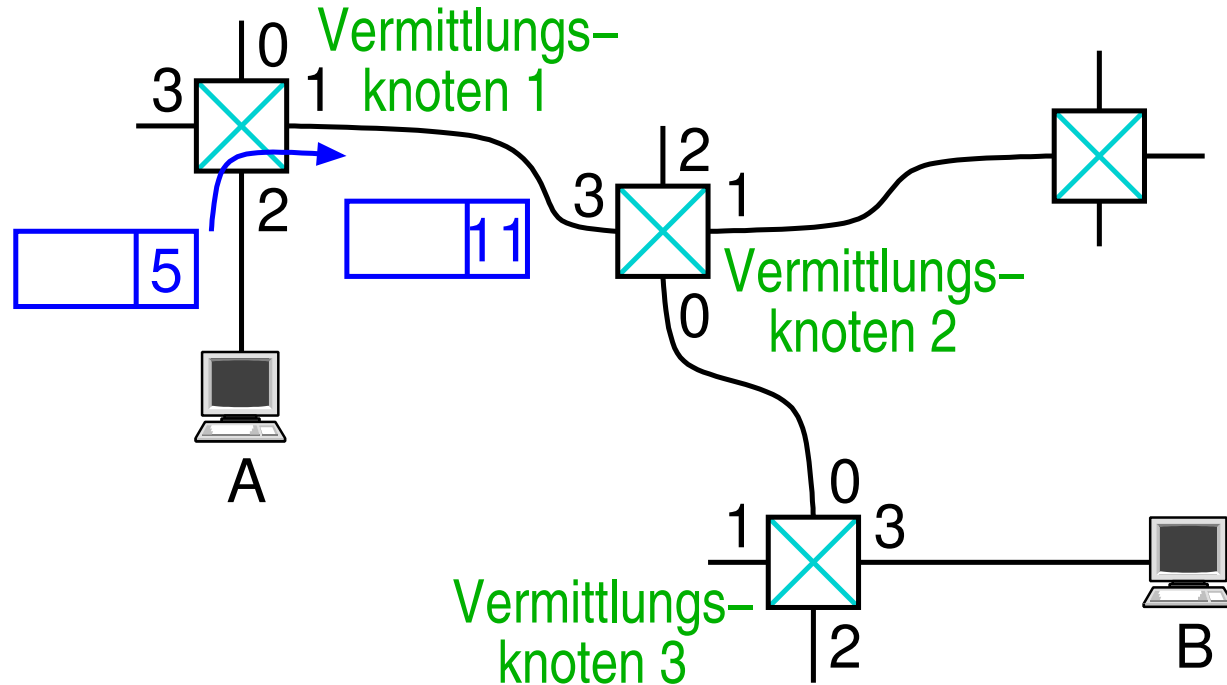 0
Vermittlungs–
3
1
knoten 1
2
5
11
A
2
3
1
Vermittlungs–
0
knoten 2
0
1
3
Vermittlungs–
knoten 3
2
B